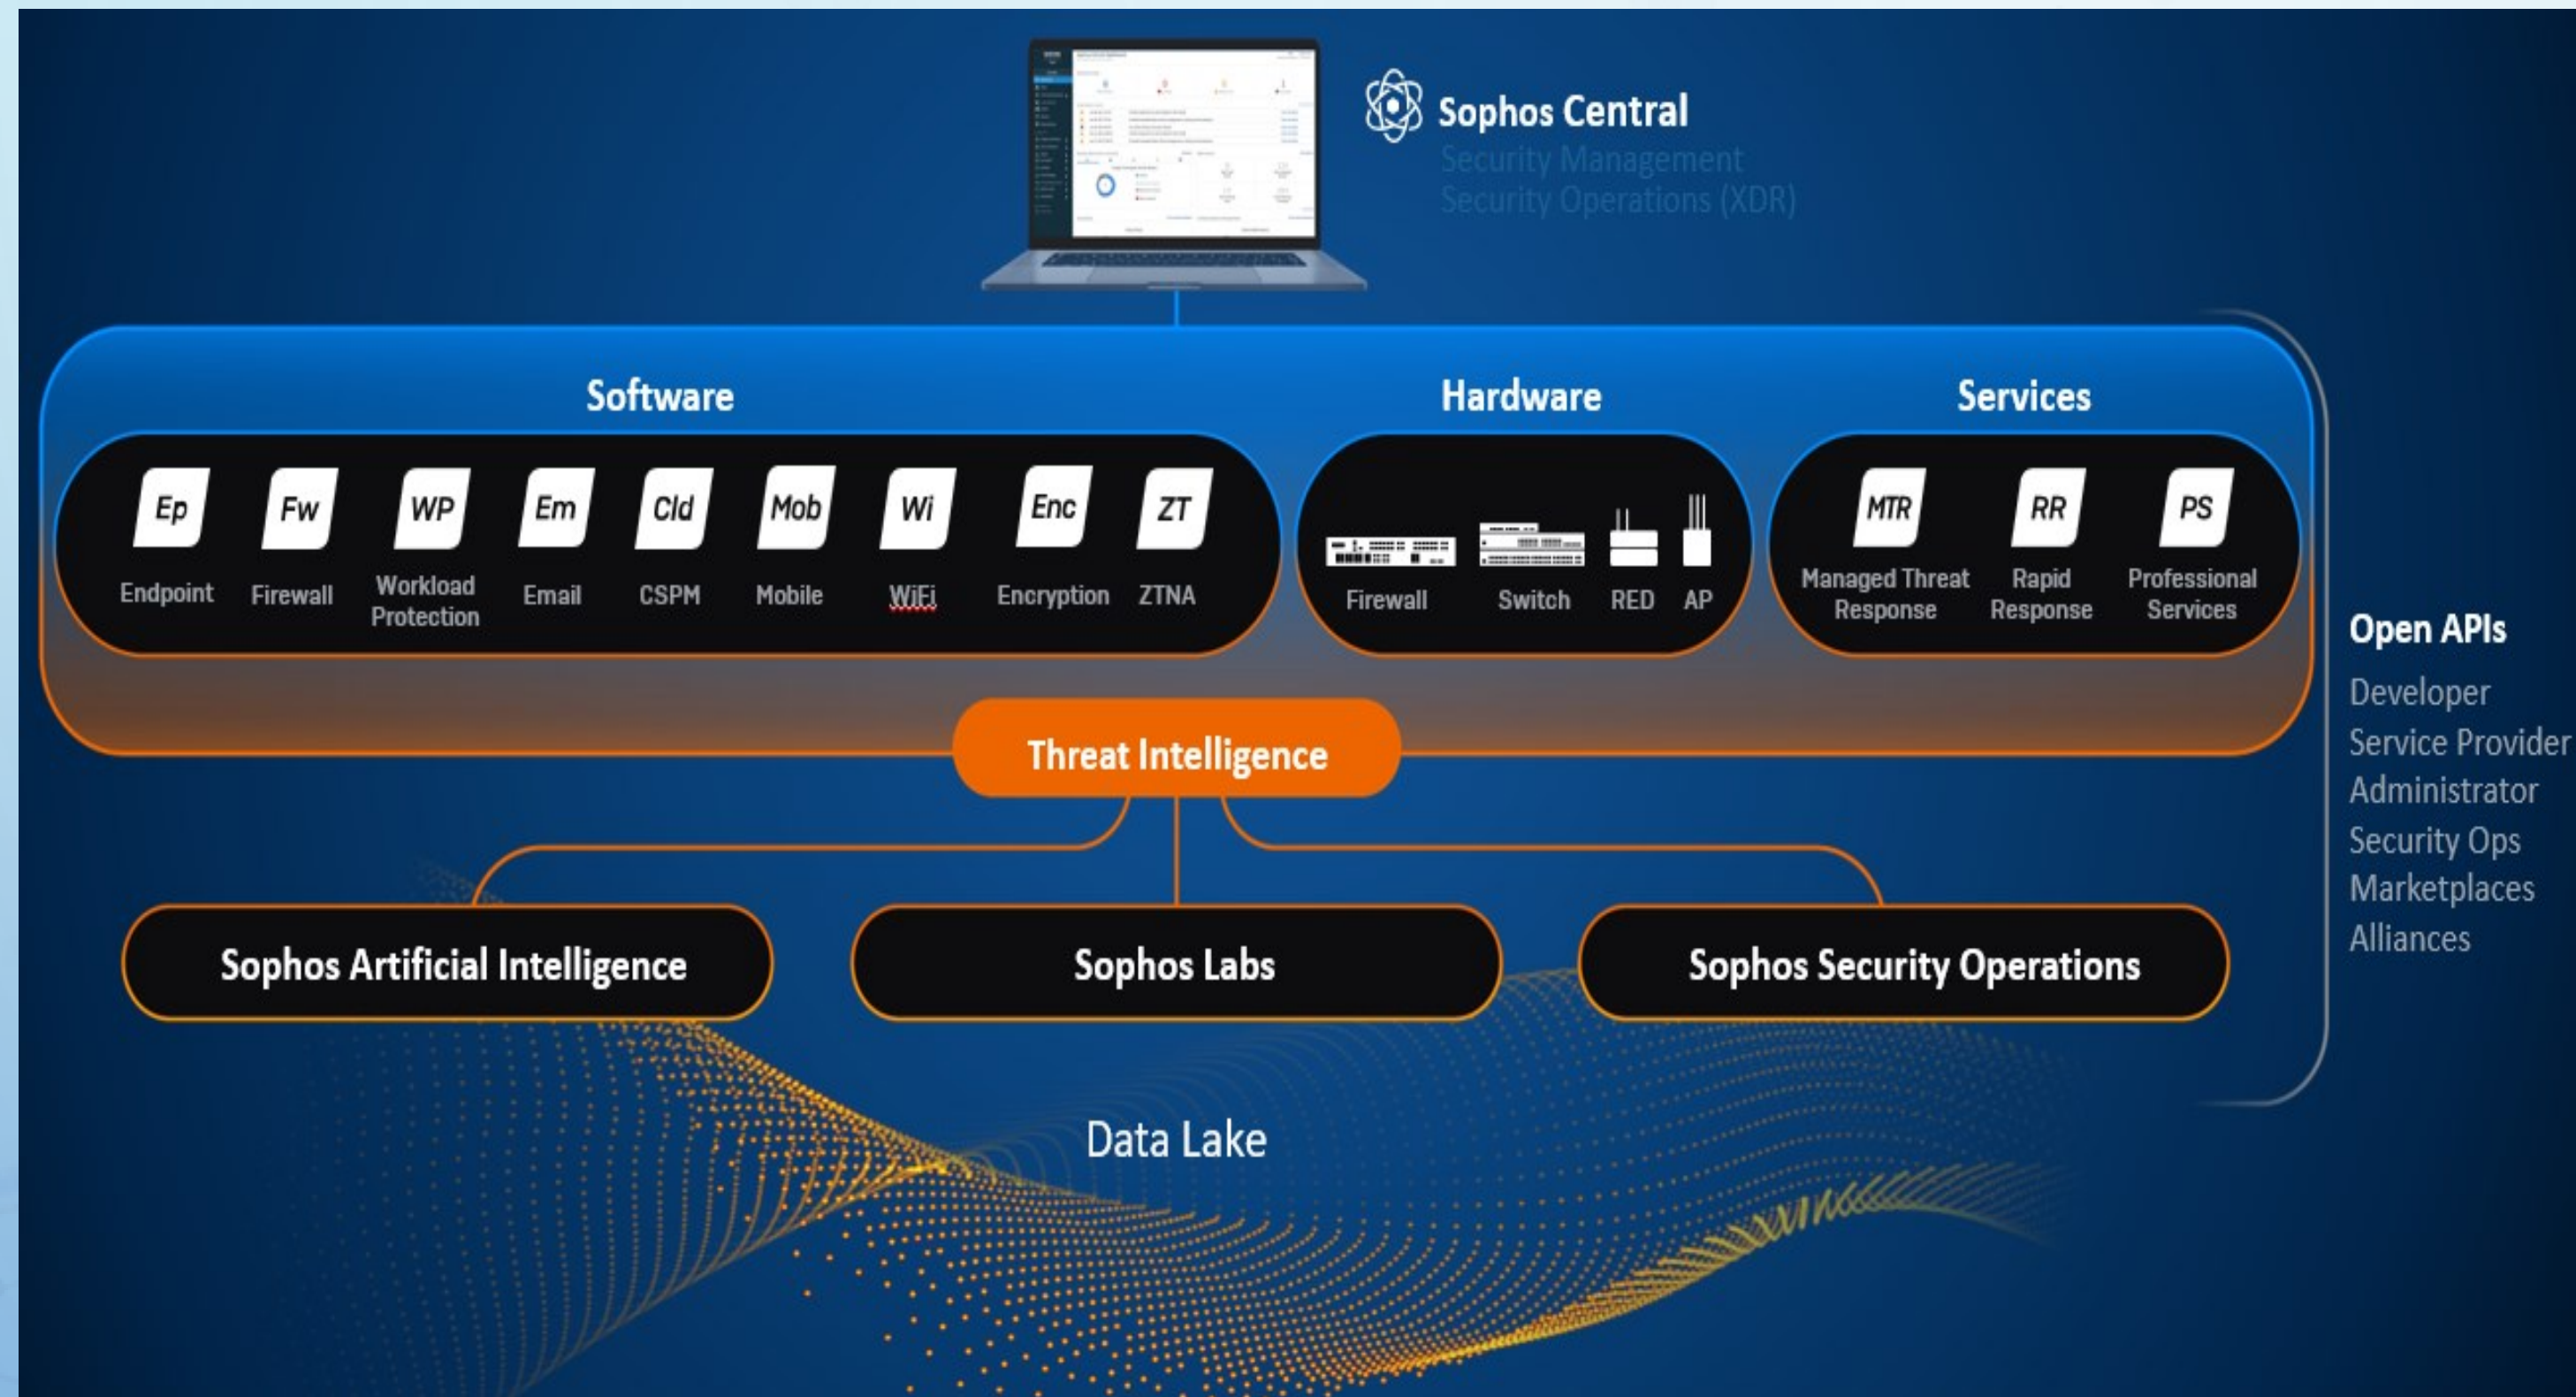 Sophos Central
Security Management
Security Operations (XDR)
Software
Hardware
Services
Ep
Fw
WP
Em
Cld
Mob
Wi
Enc
ZT
MTR
RR
PS
Endpoint
Firewall
Workload
Protection
Email
CSPM
Mobile
WiFi
Encryption
ZTNA
Firewall
Switch
RED
AP
Managed Threat
Response
Rapid
Response
Professional
Services
Threat Intelligence
Sophos Artificial Intelligence
Sophos Labs
Sophos Security Operations
Data Lake
Open APIs
Developer
Service Provider
Administrator
Security Ops
Marketplaces
Alliances